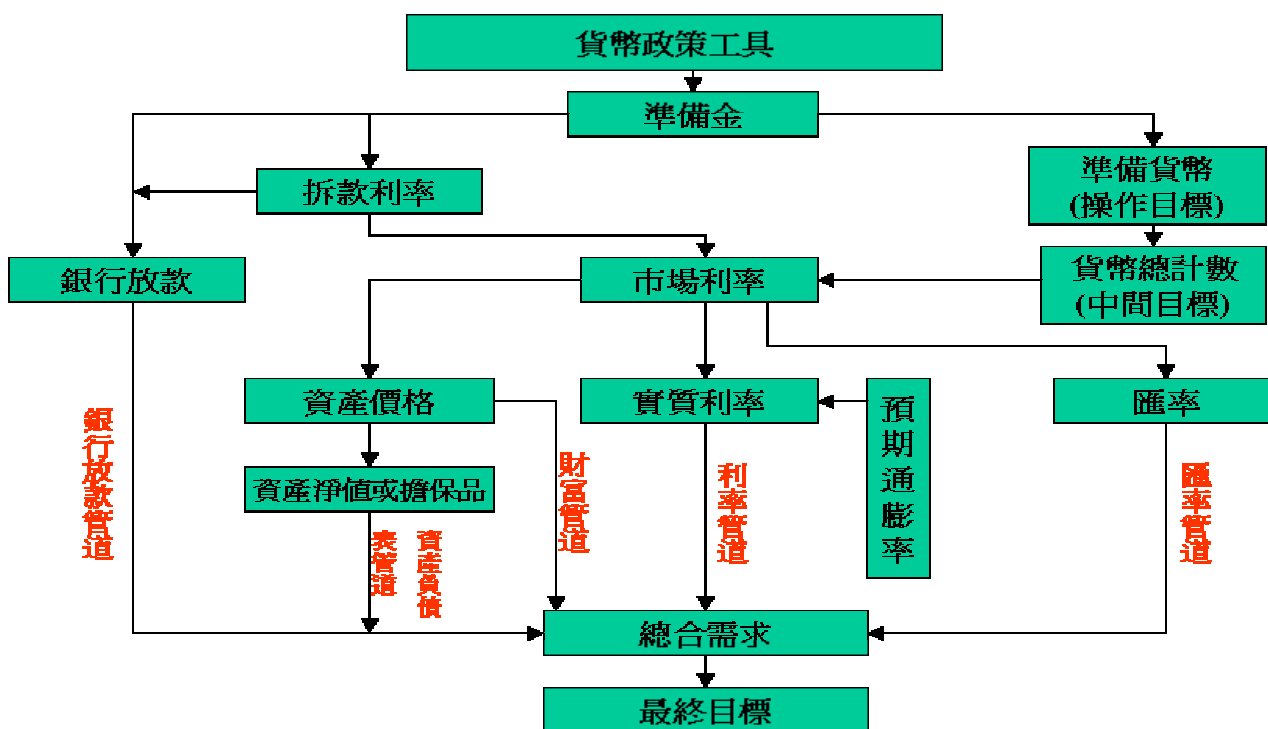 貨幣政策工具
準備金
準備貨幣
(操作目標)
拆款利率
銀行放款
市場利率
貨幣總計數
(中間目標)
資產價格
實質利率
預期通膨率
匯率
資產淨值或擔保品
銀行放款管道
財富管道
利率管道
匯率管道
資產負債
表管道
總合需求
最終目標